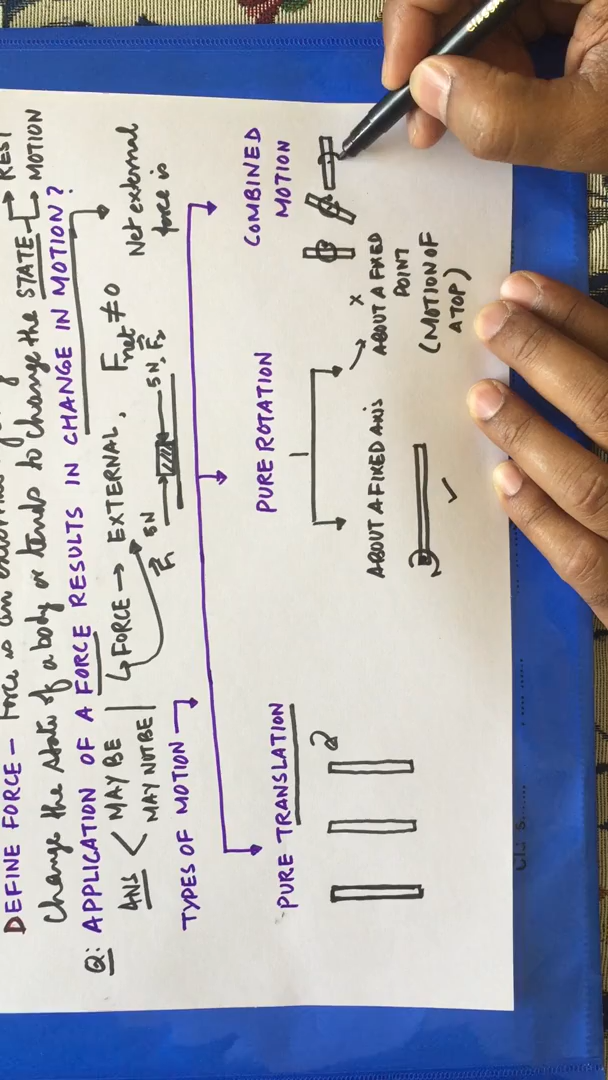 DEFINE FORCE - Force is an external
Change the state of a body or tends to change the STATE → REST
→ MOTION
Q: APPLICATION OF A FORCE RESULTS IN CHANGE IN MOTION?
ANS < MAY BE
MAY NOT BE
↳ FORCE → EXTERNAL, Fnet ≠ 0
Net external
force is
5N
F₁
5N, F₂
TYPES OF MOTION
PURE TRANSLATION
PURE ROTATION
COMBINED
MOTION
ABOUT A FIXED AXIS
✓
x
ABOUT A FIXED
POINT
(MOTION OF
A TOP)